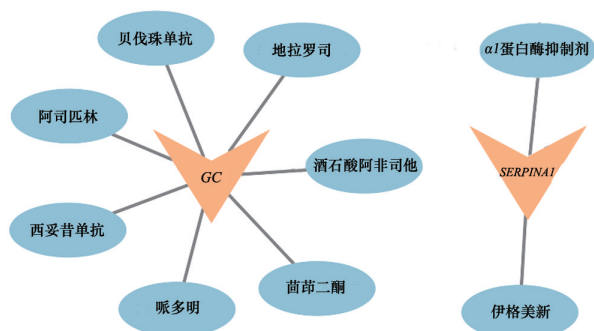 贝伐珠单抗
地拉罗司
α1蛋白酶抑制剂
阿司匹林
GC
酒石酸阿非司他
SERPINA1
西妥昔单抗
哌多明
茴茚二酮
伊格美新